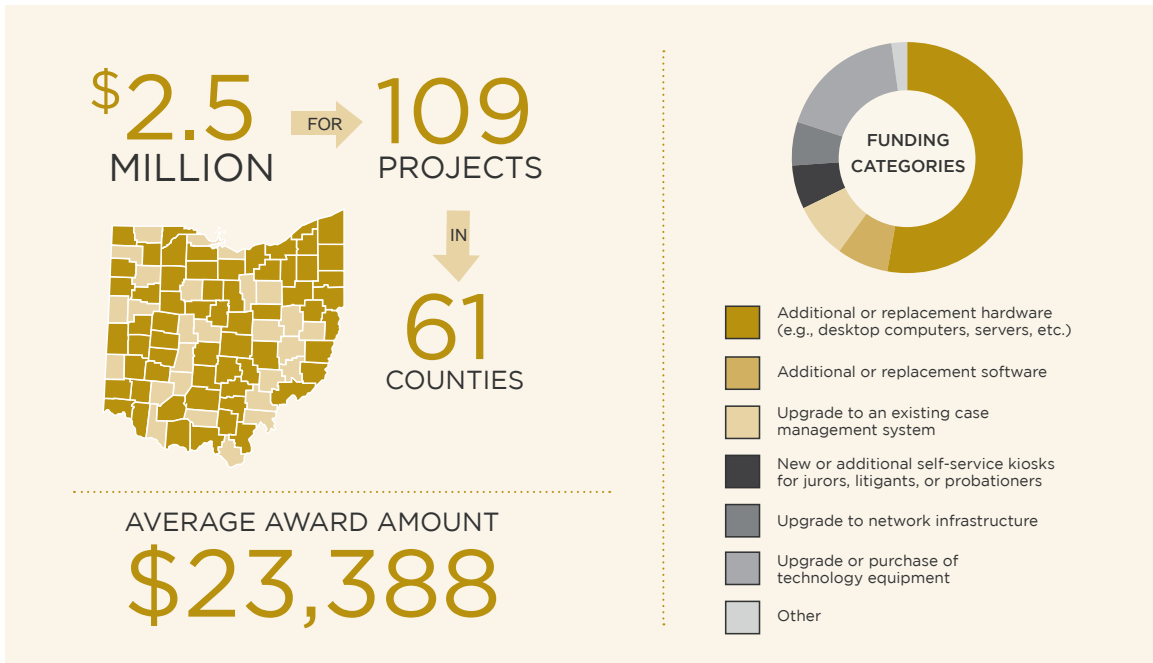 $2.5
MILLION
FOR
109
PROJECTS
IN
61
COUNTIES
AVERAGE AWARD AMOUNT
$23,388
FUNDING
CATEGORIES
Additional or replacement hardware
(e.g., desktop computers, servers, etc.)
Additional or replacement software
Upgrade to an existing case
management system
New or additional self-service kiosks
for jurors, litigants, or probationers
Upgrade to network infrastructure
Upgrade or purchase of
technology equipment
Other